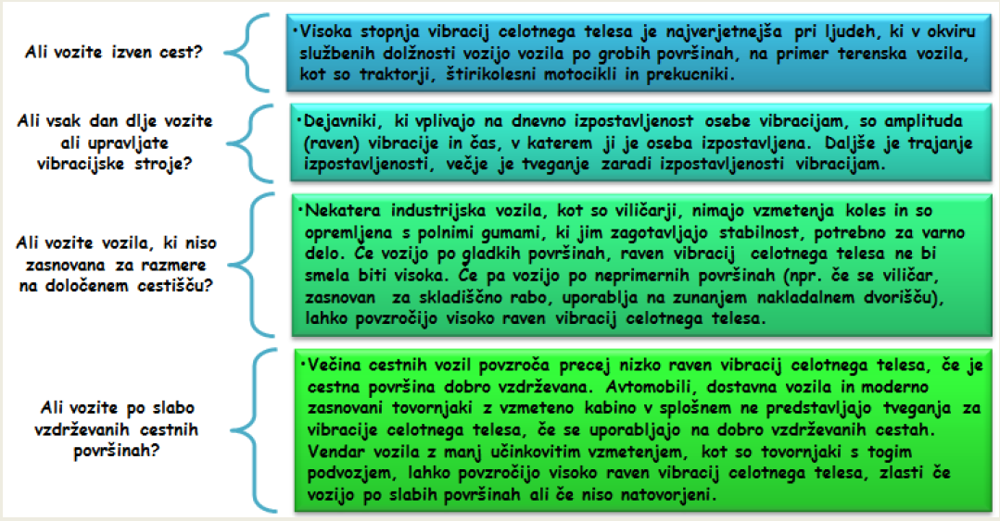 Ali vozite izven cest?
•Visoka stopnja vibracij celotnega telesa je najverjetnejša pri ljudeh, ki v okviru
službenih dolžnosti vozijo vozila po grobih površinah, na primer terenska vozila,
kot so traktorji, štirikolesni motocikli in prekucniki.
Ali vsak dan dlje vozite
ali upravljate
vibracijske stroje?
•Dejavniki, ki vplivajo na dnevno izpostavljenost osebe vibracijam, so amplituda
(raven) vibracije in čas, v katerem ji je oseba izpostavljena. Daljše je trajanje
izpostavljenosti, večje je tveganje zaradi izpostavljenosti vibracijam.
Ali vozite vozila, ki niso
zasnovana za razmere
na določenem cestišču?
•Nekatera industrijska vozila, kot so viličarji, nimajo vzmetenja koles in so
opremljena s polnimi gumami, ki jim zagotavljajo stabilnost, potrebno za varno
delo. Če vozijo po gladkih površinah, raven vibracij celotnega telesa ne bi
smela biti visoka. Če pa vozijo po neprimernih površinah (npr. če se viličar,
zasnovan za skladiščno rabo, uporablja na zunanjem nakladalnem dvorišču),
lahko povzročijo visoko raven vibracij celotnega telesa.
Ali vozite po slabo
vzdrževanih cestnih
površinah?
•Večina cestnih vozil povzroča precej nizko raven vibracij celotnega telesa, če je
cestna površina dobro vzdrževana. Avtomobili, dostavna vozila in moderno
zasnovani tovornjaki z vzmeteno kabino v splošnem ne predstavljajo tveganja za
vibracije celotnega telesa, če se uporabljajo na dobro vzdrževanih cestah.
Vendar vozila z manj učinkovitim vzmetenjem, kot so tovornjaki s togim
podvozjem, lahko povzročijo visoko raven vibracij celotnega telesa, zlasti če
vozijo po slabih površinah ali če niso natovorjeni.